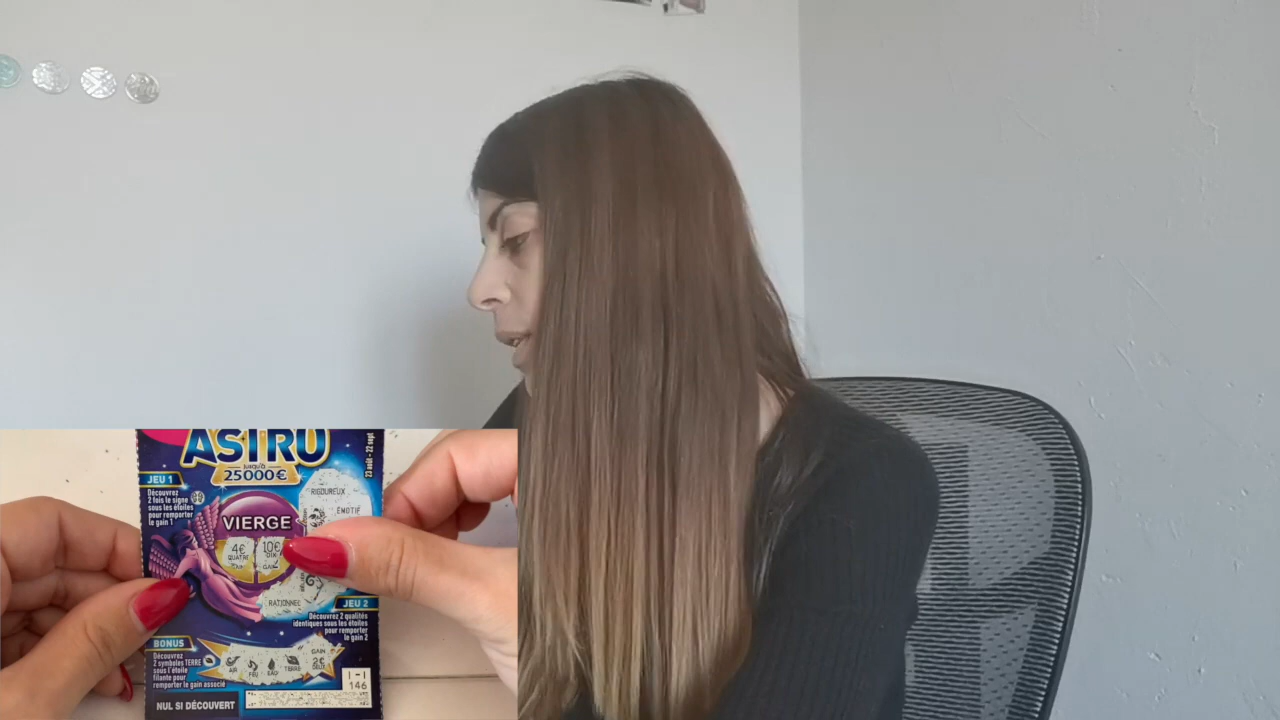 ASTRO
JUSQU'À
25000€
23 août - 22 sept
JEU 1
Découvrez
2 fois le signe
sous les étoiles
pour remporter
le gain 1
RIGOUREUX
ÉMOTIF
VIERGE
4€
QUATRE
10€
DIX
RATIONNEL
JEU 2
Découvrez 2 qualités
identiques sous les étoiles
pour remporter
le gain 2
BONUS
Découvrez
2 symboles TERRE
sous l'étoile
filante pour
remporter le gain associé
AIR
FEU
EAU
TERRE
GAIN
2€
DEUX
1-1
146
NUL SI DÉCOUVERT